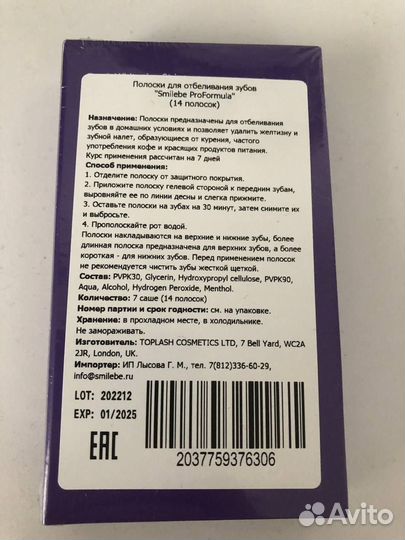 Полоски для отбеливания зубов
"Smilebe ProFormula"
(14 полосок)
Назначение: Полоски предназначены для отбеливания
зубов в домашних условиях и позволяет удалить желтизну и
зубной налет, образующиеся от курения, частого
употребления кофе и красящих продуктов питания.
Курс применения рассчитан на 7 дней
Способ применения:
1. Отделите полоску от защитного покрытия.
2. Приложите полоску гелевой стороной к передним зубам,
выровняйте ее по линии десны и слегка прижмите.
3. Оставьте полоски на зубах на 30 минут, затем снимите их
и выбросьте.
4. Прополоскайте рот водой.
Полоски накладываются на верхние и нижние зубы, более
длинная полоска предназначена для верхних зубов, а более
короткая - для нижних зубов. Перед применением полосок
не рекомендуется чистить зубы жесткой щеткой.
Состав: PVPK30, Glycerin, Hydroxypropyl cellulose, PVPK90,
Aqua, Alcohol, Hydrogen Peroxide, Menthol.
Количество: 7 саше (14 полосок)
Номер партии и срок годности: см. на упаковке.
Хранение: в прохладном месте, в холодильнике.
Не замораживать.
Изготовитель: TOPLASH COSMETICS LTD, 7 Bell Yard, WC2A
2JR, London, UK.
Импортер: ИП Лысова Г. М., тел. 7(812)336-60-29,
info@smilebe.ru
LOT: 202212
EXP: 01/2025
EAC
2037759376306
Avito